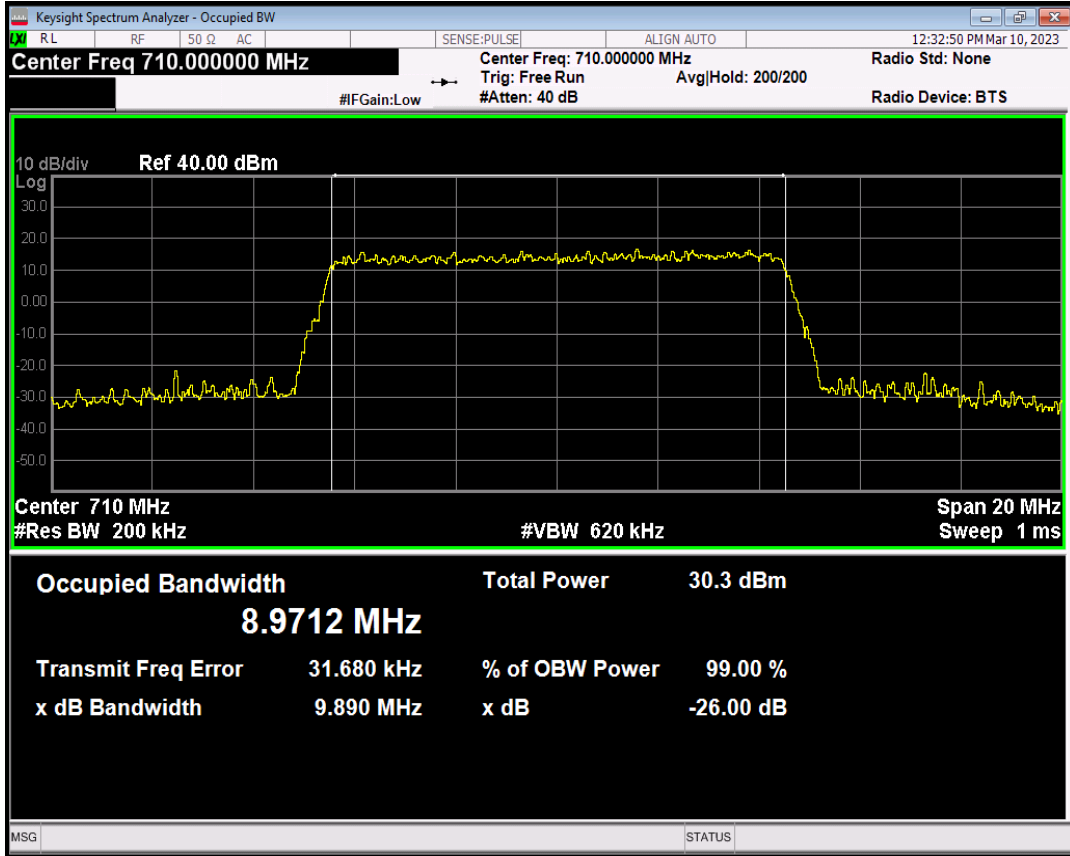 Keysight Spectrum Analyzer - Occupied BW
LXI RL RF 50 Ω AC SENSE:PULSE ALIGN AUTO 12:32:50 PM Mar 10, 2023
Center Freq 710.000000 MHz Center Freq: 710.000000 MHz Radio Std: None
Trig: Free Run Avg|Hold: 200/200
#IFGain:Low #Atten: 40 dB Radio Device: BTS
10 dB/div Ref 40.00 dBm
Log
30.0
20.0
10.0
0.00
-10.0
-20.0
-30.0
-40.0
-50.0
Center 710 MHz Span 20 MHz
#Res BW 200 kHz #VBW 620 kHz Sweep 1 ms
Occupied Bandwidth Total Power 30.3 dBm
8.9712 MHz
Transmit Freq Error 31.680 kHz % of OBW Power 99.00 %
x dB Bandwidth 9.890 MHz x dB -26.00 dB
MSG STATUS